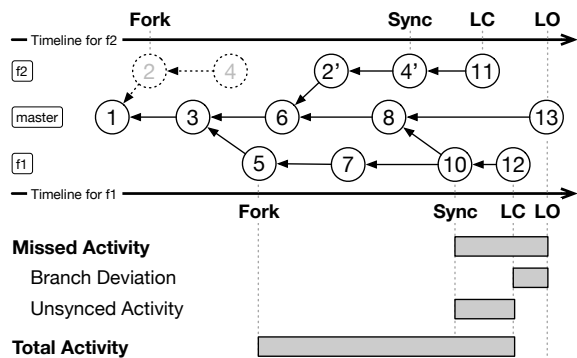 Fork Sync LC LO
Timeline for f2
f2 2 4 2' 4' 11
master 1 3 6 8 13
f1 5 7 10 12
Timeline for f1
Fork Sync LC LO
Missed Activity
Branch Deviation
Unsynced Activity
Total Activity